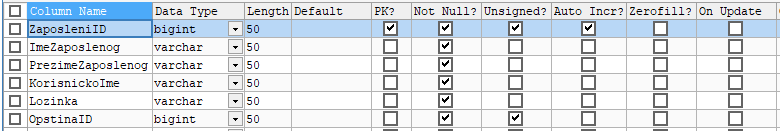 Column Name Data Type Length Default PK? Not Null? Unsigned? Auto Incr? Zerofill? On Update
ZaposleniID bigint 50
ImeZaposlenog varchar 50
PrezimeZaposlenog varchar 50
KorisnickoIme varchar 50
Lozinka varchar 50
OpstinaID bigint 50